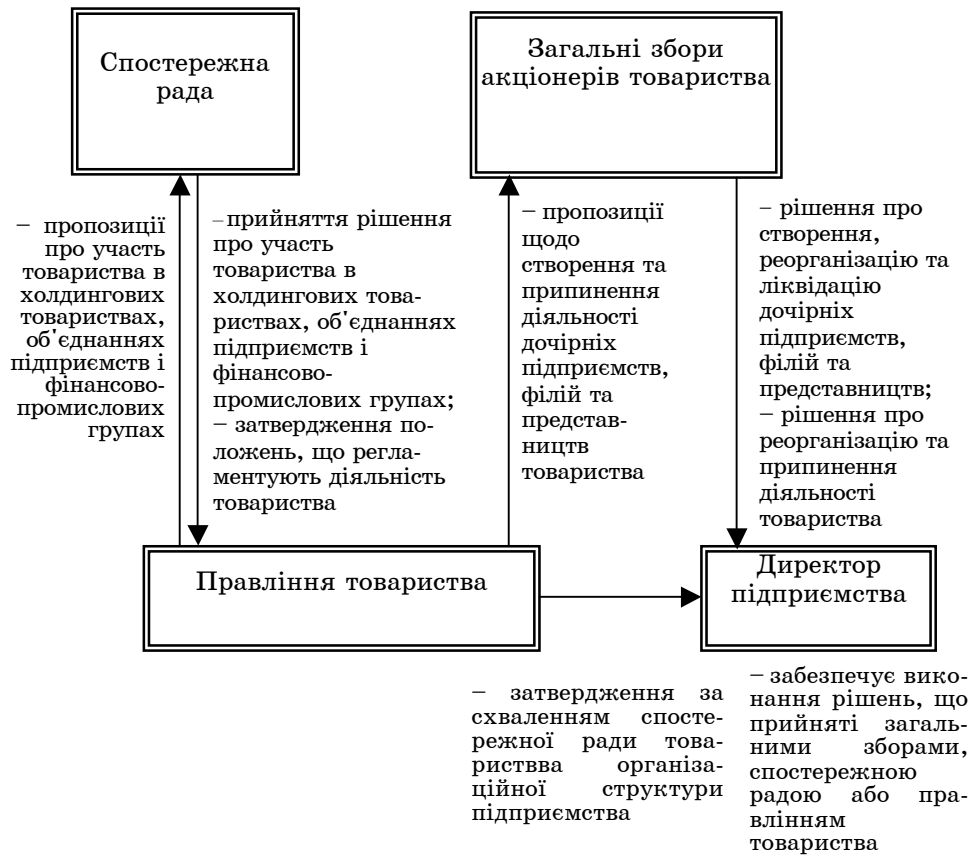 Спостережна
рада
Загальні збори
акціонерів товариства
– пропозиції
про участь
товариства в
холдингових
товариствах,
об'єднаннях
підприємств і
фінансово-
промислових
групах
– прийняття рішення
про участь
товариства в
холдингових това-
риствах, об'єднаннях
підприємств і
фінансово-
промислових групах;
– затвердження по-
ложень, що регла-
ментують діяльність
товариства
– пропозиції
щодо
створення та
припинення
діяльності
дочірніх
підприємств,
філій та
представ-
ництв
товариства
– рішення про
створення,
реорганізацію та
ліквідацію
дочірніх
підприємств,
філій та
представництв;
– рішення про
реорганізацію та
припинення
діяльності
товариства
Правління товариства
Директор
підприємства
– затвердження за
схваленням спосте-
режної ради това-
риствва організа-
ційної структури
підприємства
– забезпечує вико-
нання рішень, що
прийняті загаль-
ними зборами,
спостережною
радою або пра-
влінням
товариства